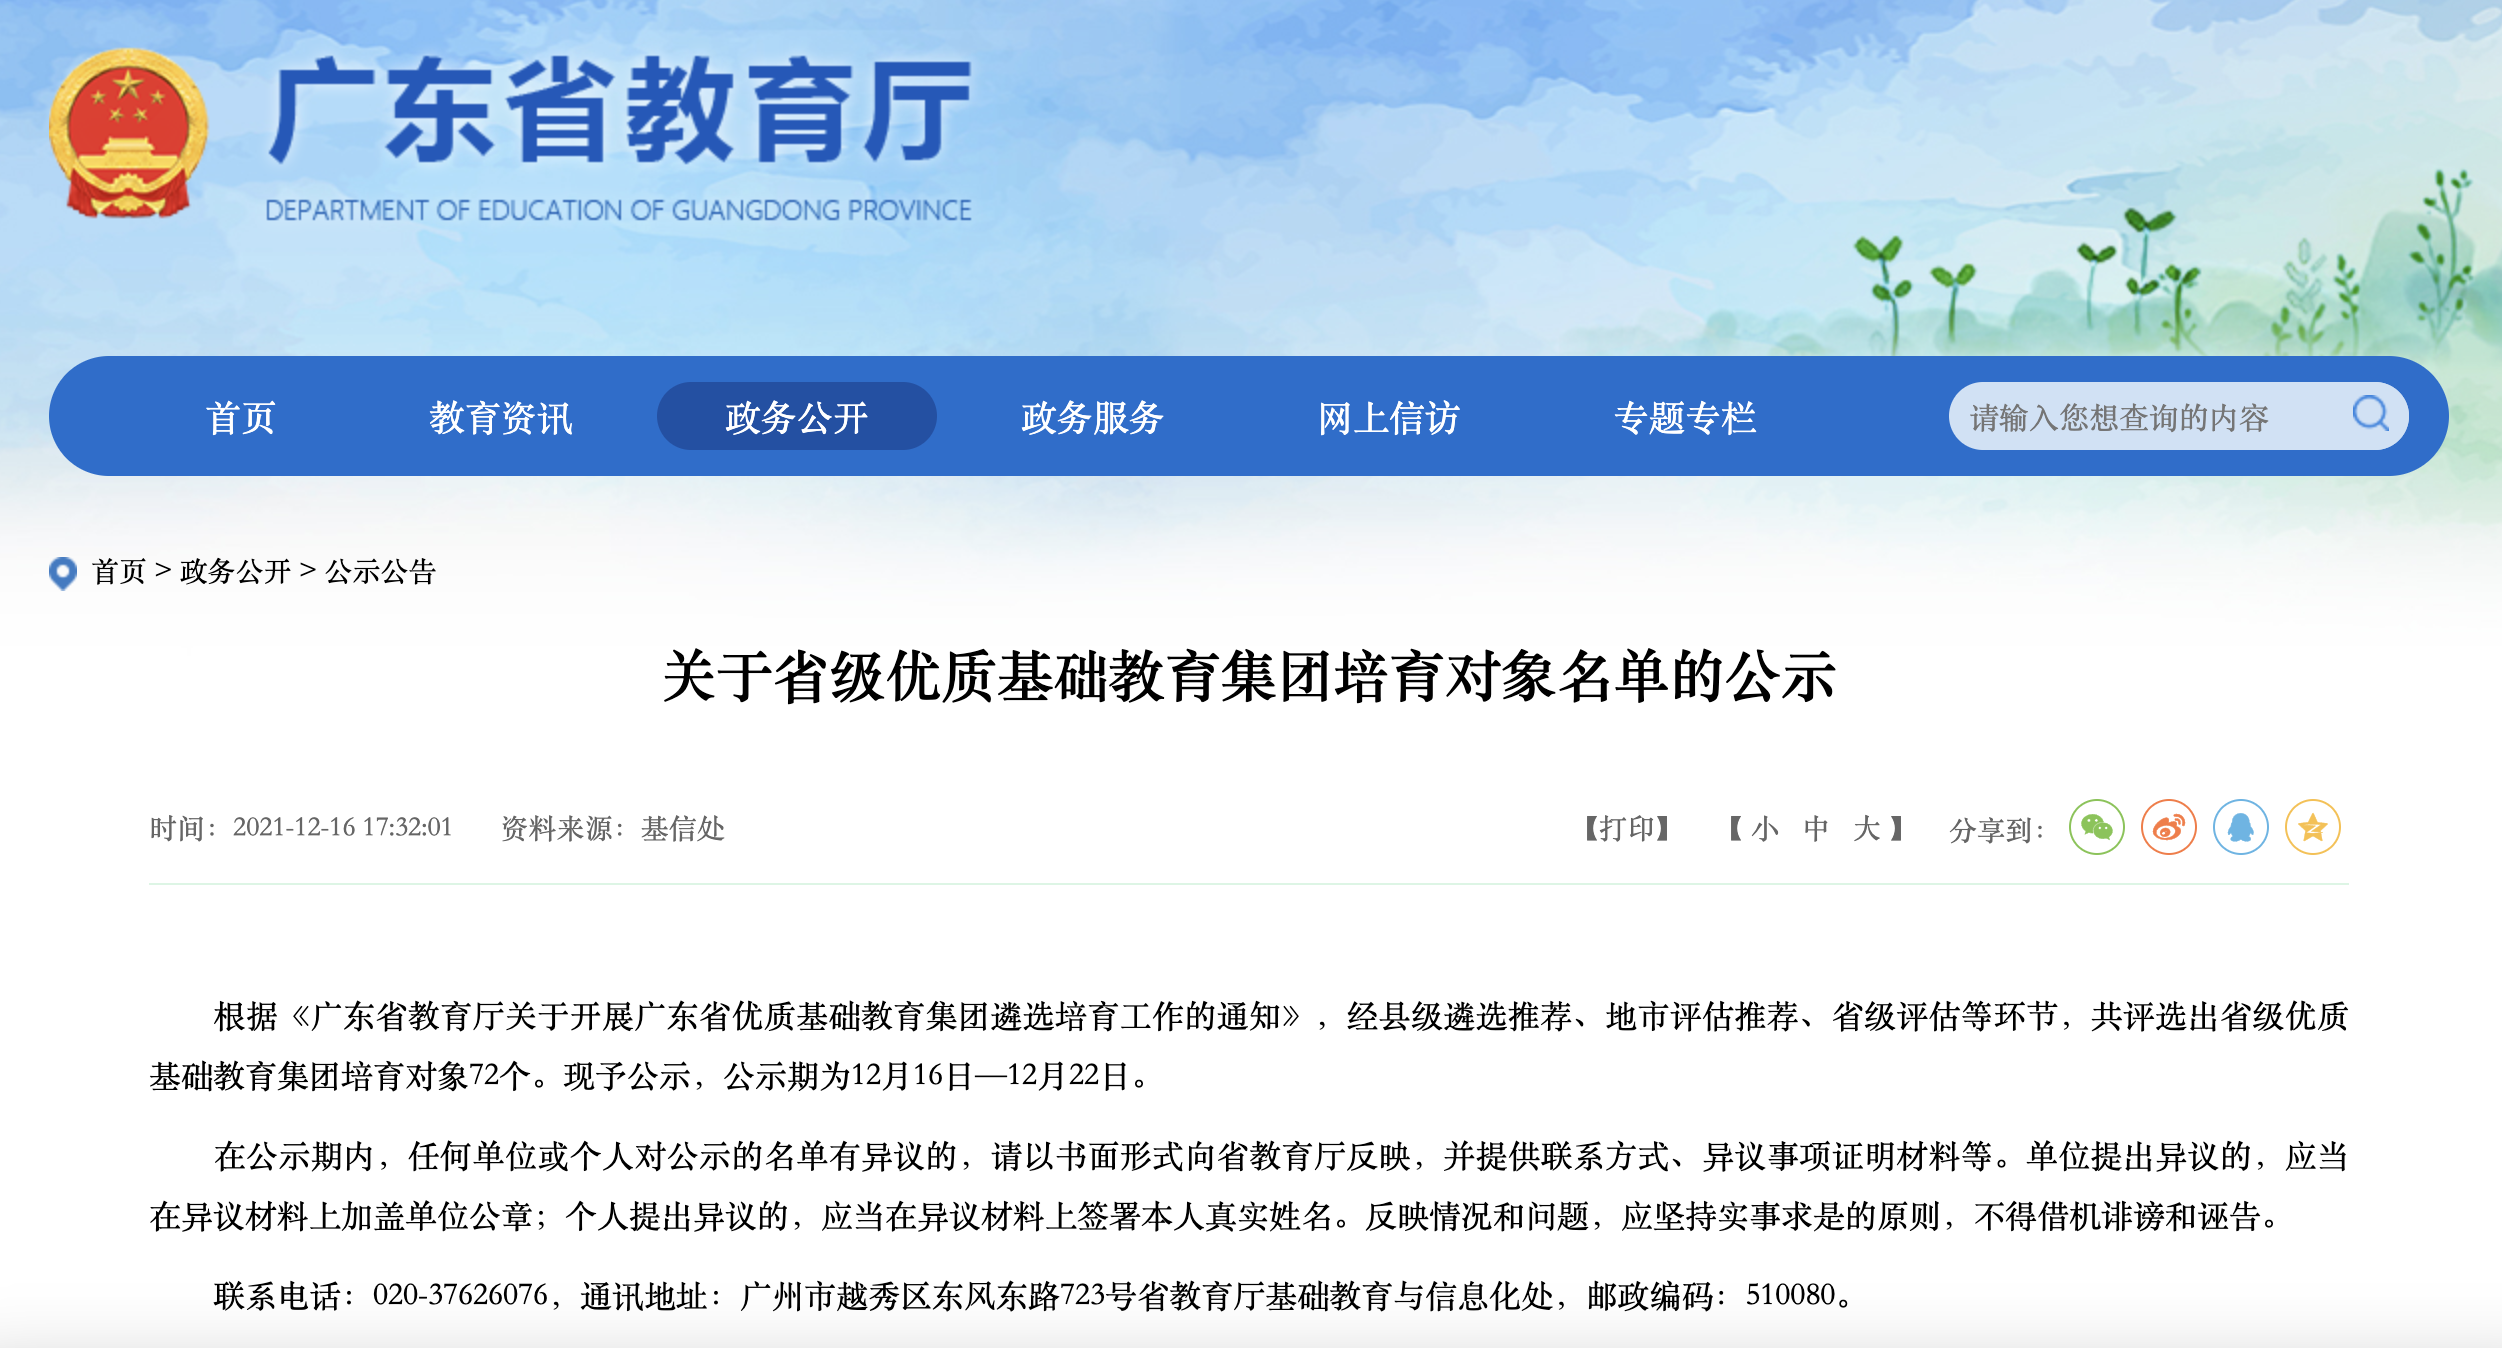 广东省教育厅
DEPARTMENT OF EDUCATION OF GUANGDONG PROVINCE
首页 教育资讯 政务公开 政务服务 网上信访 专题专栏 请输入您想查询的内容
首页 > 政务公开 > 公示公告
关于省级优质基础教育集团培育对象名单的公示
时间：2021-12-16 17:32:01 资料来源：基信处 【打印】 【 小 中 大 】 分享到：
根据《广东省教育厅关于开展广东省优质基础教育集团遴选培育工作的通知》，经县级遴选推荐、地市评估推荐、省级评估等环节，共评选出省级优质
基础教育集团培育对象72个。现予公示，公示期为12月16日—12月22日。
在公示期内，任何单位或个人对公示的名单有异议的，请以书面形式向省教育厅反映，并提供联系方式、异议事项证明材料等。单位提出异议的，应当
在异议材料上加盖单位公章；个人提出异议的，应当在异议材料上签署本人真实姓名。反映情况和问题，应坚持实事求是的原则，不得借机诽谤和诬告。
联系电话：020-37626076，通讯地址：广州市越秀区东风东路723号省教育厅基础教育与信息化处，邮政编码：510080。